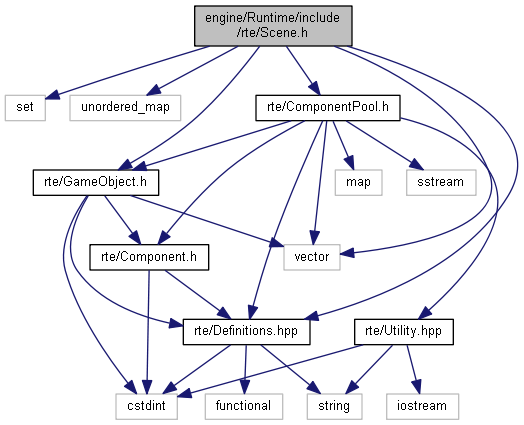 engine/Runtime/include
/rte/Scene.h
set
unordered_map
rte/ComponentPool.h
rte/GameObject.h
map
sstream
rte/Component.h
vector
rte/Definitions.hpp
rte/Utility.hpp
cstdint
functional
string
iostream